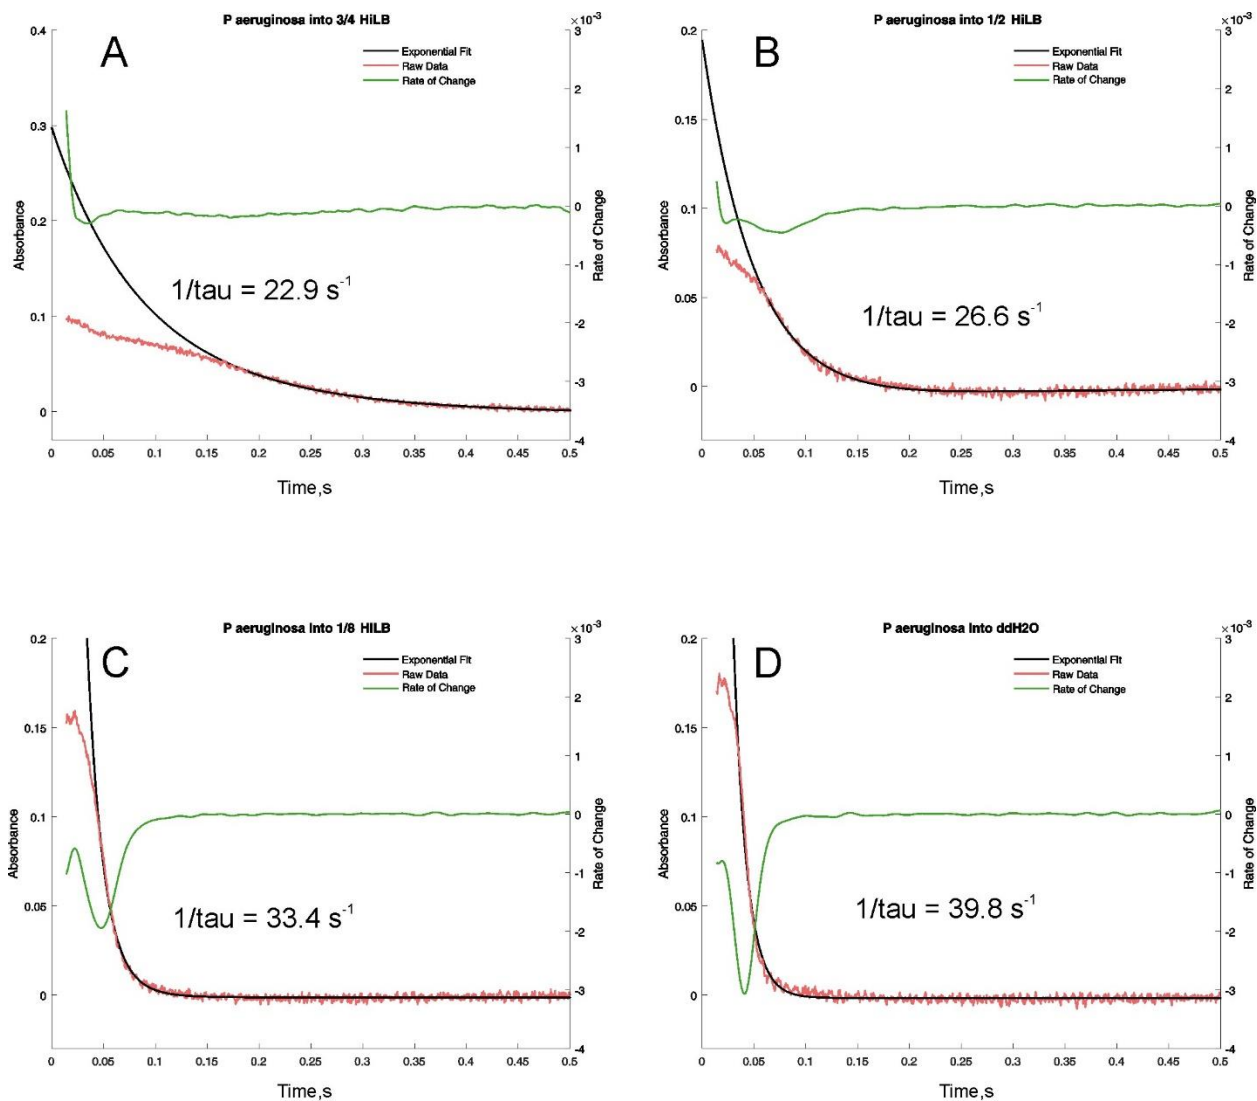 P aeruginosa into 3/4 HiLB
×10⁻³
A
Exponential Fit
Raw Data
Rate of Change
0.4
0.3
0.2
0.1
0
Absorbance
3
2
1
0
-1
-2
-3
-4
Rate of Change
1/tau = 22.9 s⁻¹
0 0.05 0.1 0.15 0.2 0.25 0.3 0.35 0.4 0.45 0.5
Time,s
P aeruginosa into 1/2 HiLB
×10⁻³
B
Exponential Fit
Raw Data
Rate of Change
0.2
0.15
0.1
0.05
0
Absorbance
3
2
1
0
-1
-2
-3
-4
Rate of Change
1/tau = 26.6 s⁻¹
0 0.05 0.1 0.15 0.2 0.25 0.3 0.35 0.4 0.45 0.5
Time,s
P aeruginosa into 1/8 HiLB
×10⁻³
C
Exponential Fit
Raw Data
Rate of Change
0.2
0.15
0.1
0.05
0
Absorbance
3
2
1
0
-1
-2
-3
-4
Rate of Change
1/tau = 33.4 s⁻¹
0 0.05 0.1 0.15 0.2 0.25 0.3 0.35 0.4 0.45 0.5
Time,s
P aeruginosa into ddH2O
×10⁻³
D
Exponential Fit
Raw Data
Rate of Change
0.2
0.15
0.1
0.05
0
Absorbance
3
2
1
0
-1
-2
-3
-4
Rate of Change
1/tau = 39.8 s⁻¹
0 0.05 0.1 0.15 0.2 0.25 0.3 0.35 0.4 0.45 0.5
Time,s